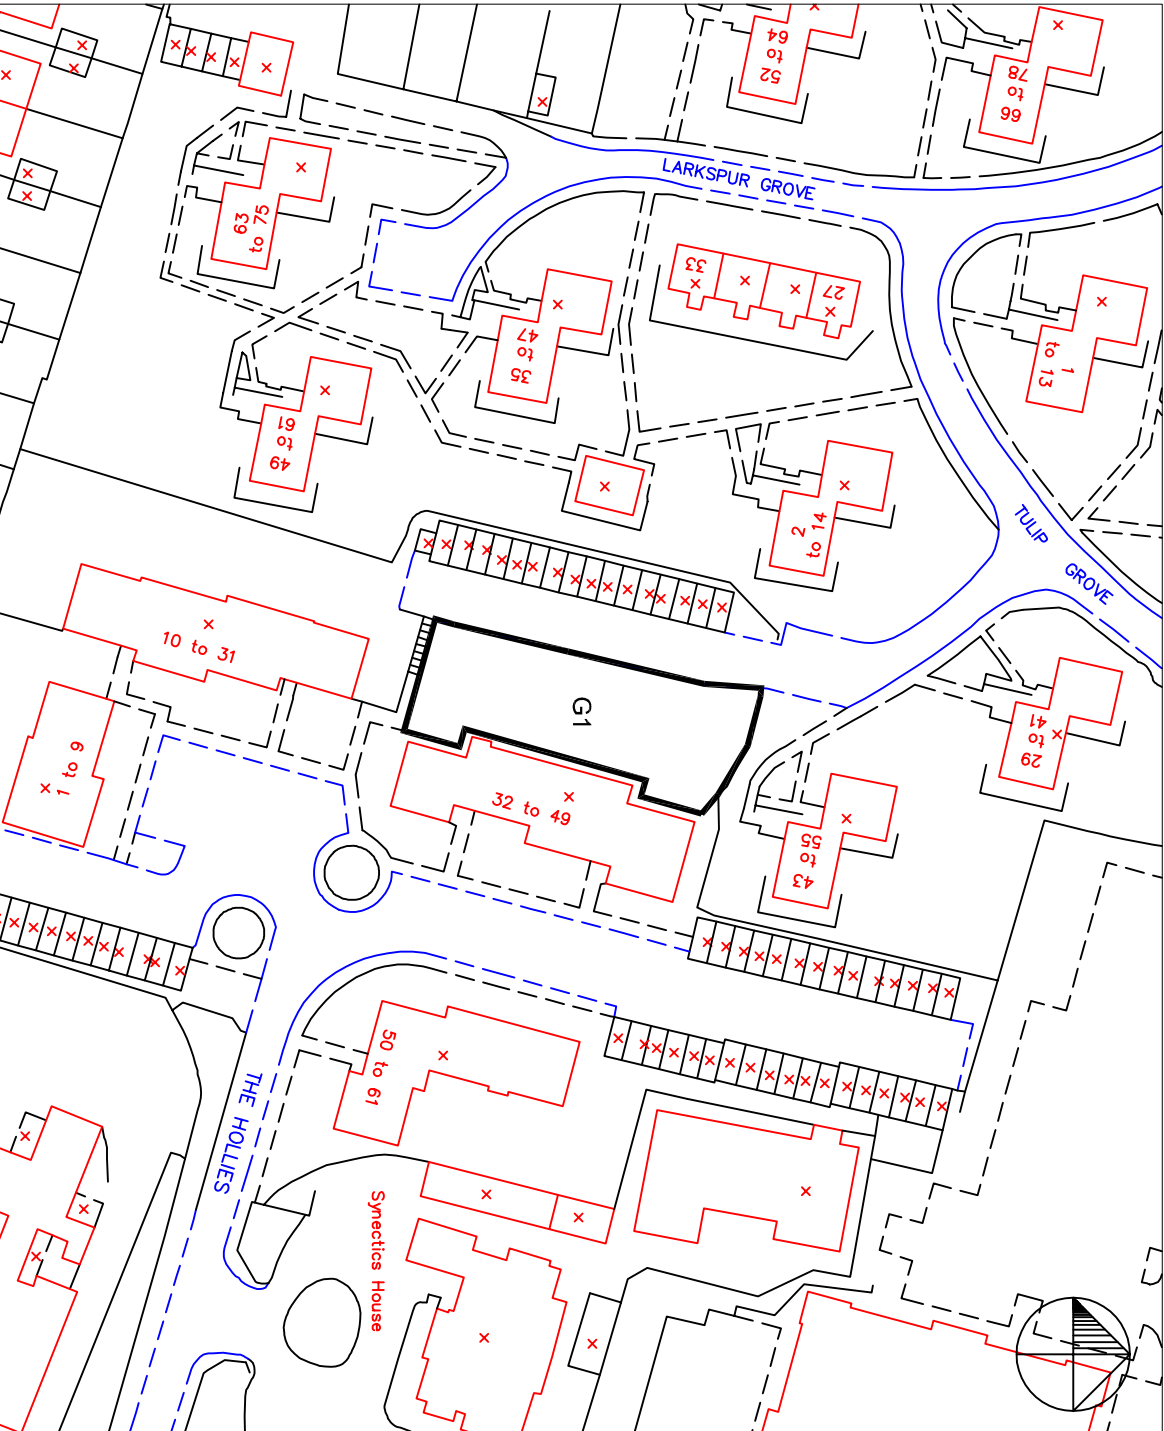 64
to
52
78
to
66
LARKSPUR GROVE
63
to 75
33
27
47
to
35
1
to 13
61
to
49
2
to 14
TULIP
GROVE
10 to 31
G1
41
to
29
1 to 9
32 to 49
55
to
43
50 to 61
THE HOLLIES
Synectics House